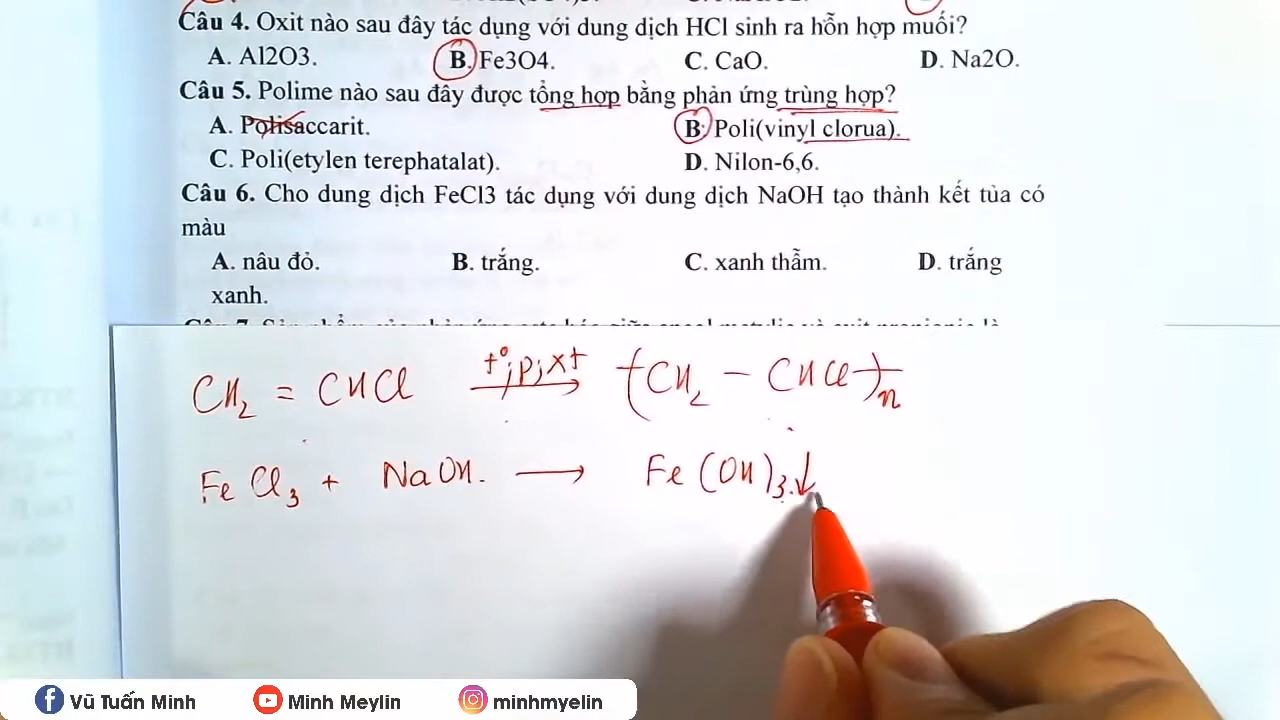 Câu 4. Oxit nào sau đây tác dụng với dung dịch HCl sinh ra hỗn hợp muối?
A. Al2O3. B. Fe3O4. C. CaO. D. Na2O.
Câu 5. Polime nào sau đây được tổng hợp bằng phản ứng trùng hợp?
A. Polisaccarit. B. Poli(vinyl clorua).
C. Poli(etylen terephatalat). D. Nilon-6,6.
Câu 6. Cho dung dịch FeCl3 tác dụng với dung dịch NaOH tạo thành kết tủa có
màu
A. nâu đỏ. B. trắng. C. xanh thẫm. D. trắng
xanh.
CH2 = CHCl t°, p, xt → (CH2 – CHCl)n
FeCl3 + NaOH. → Fe(OH)3↓
Vũ Tuấn Minh Minh Meylin minhmyelin